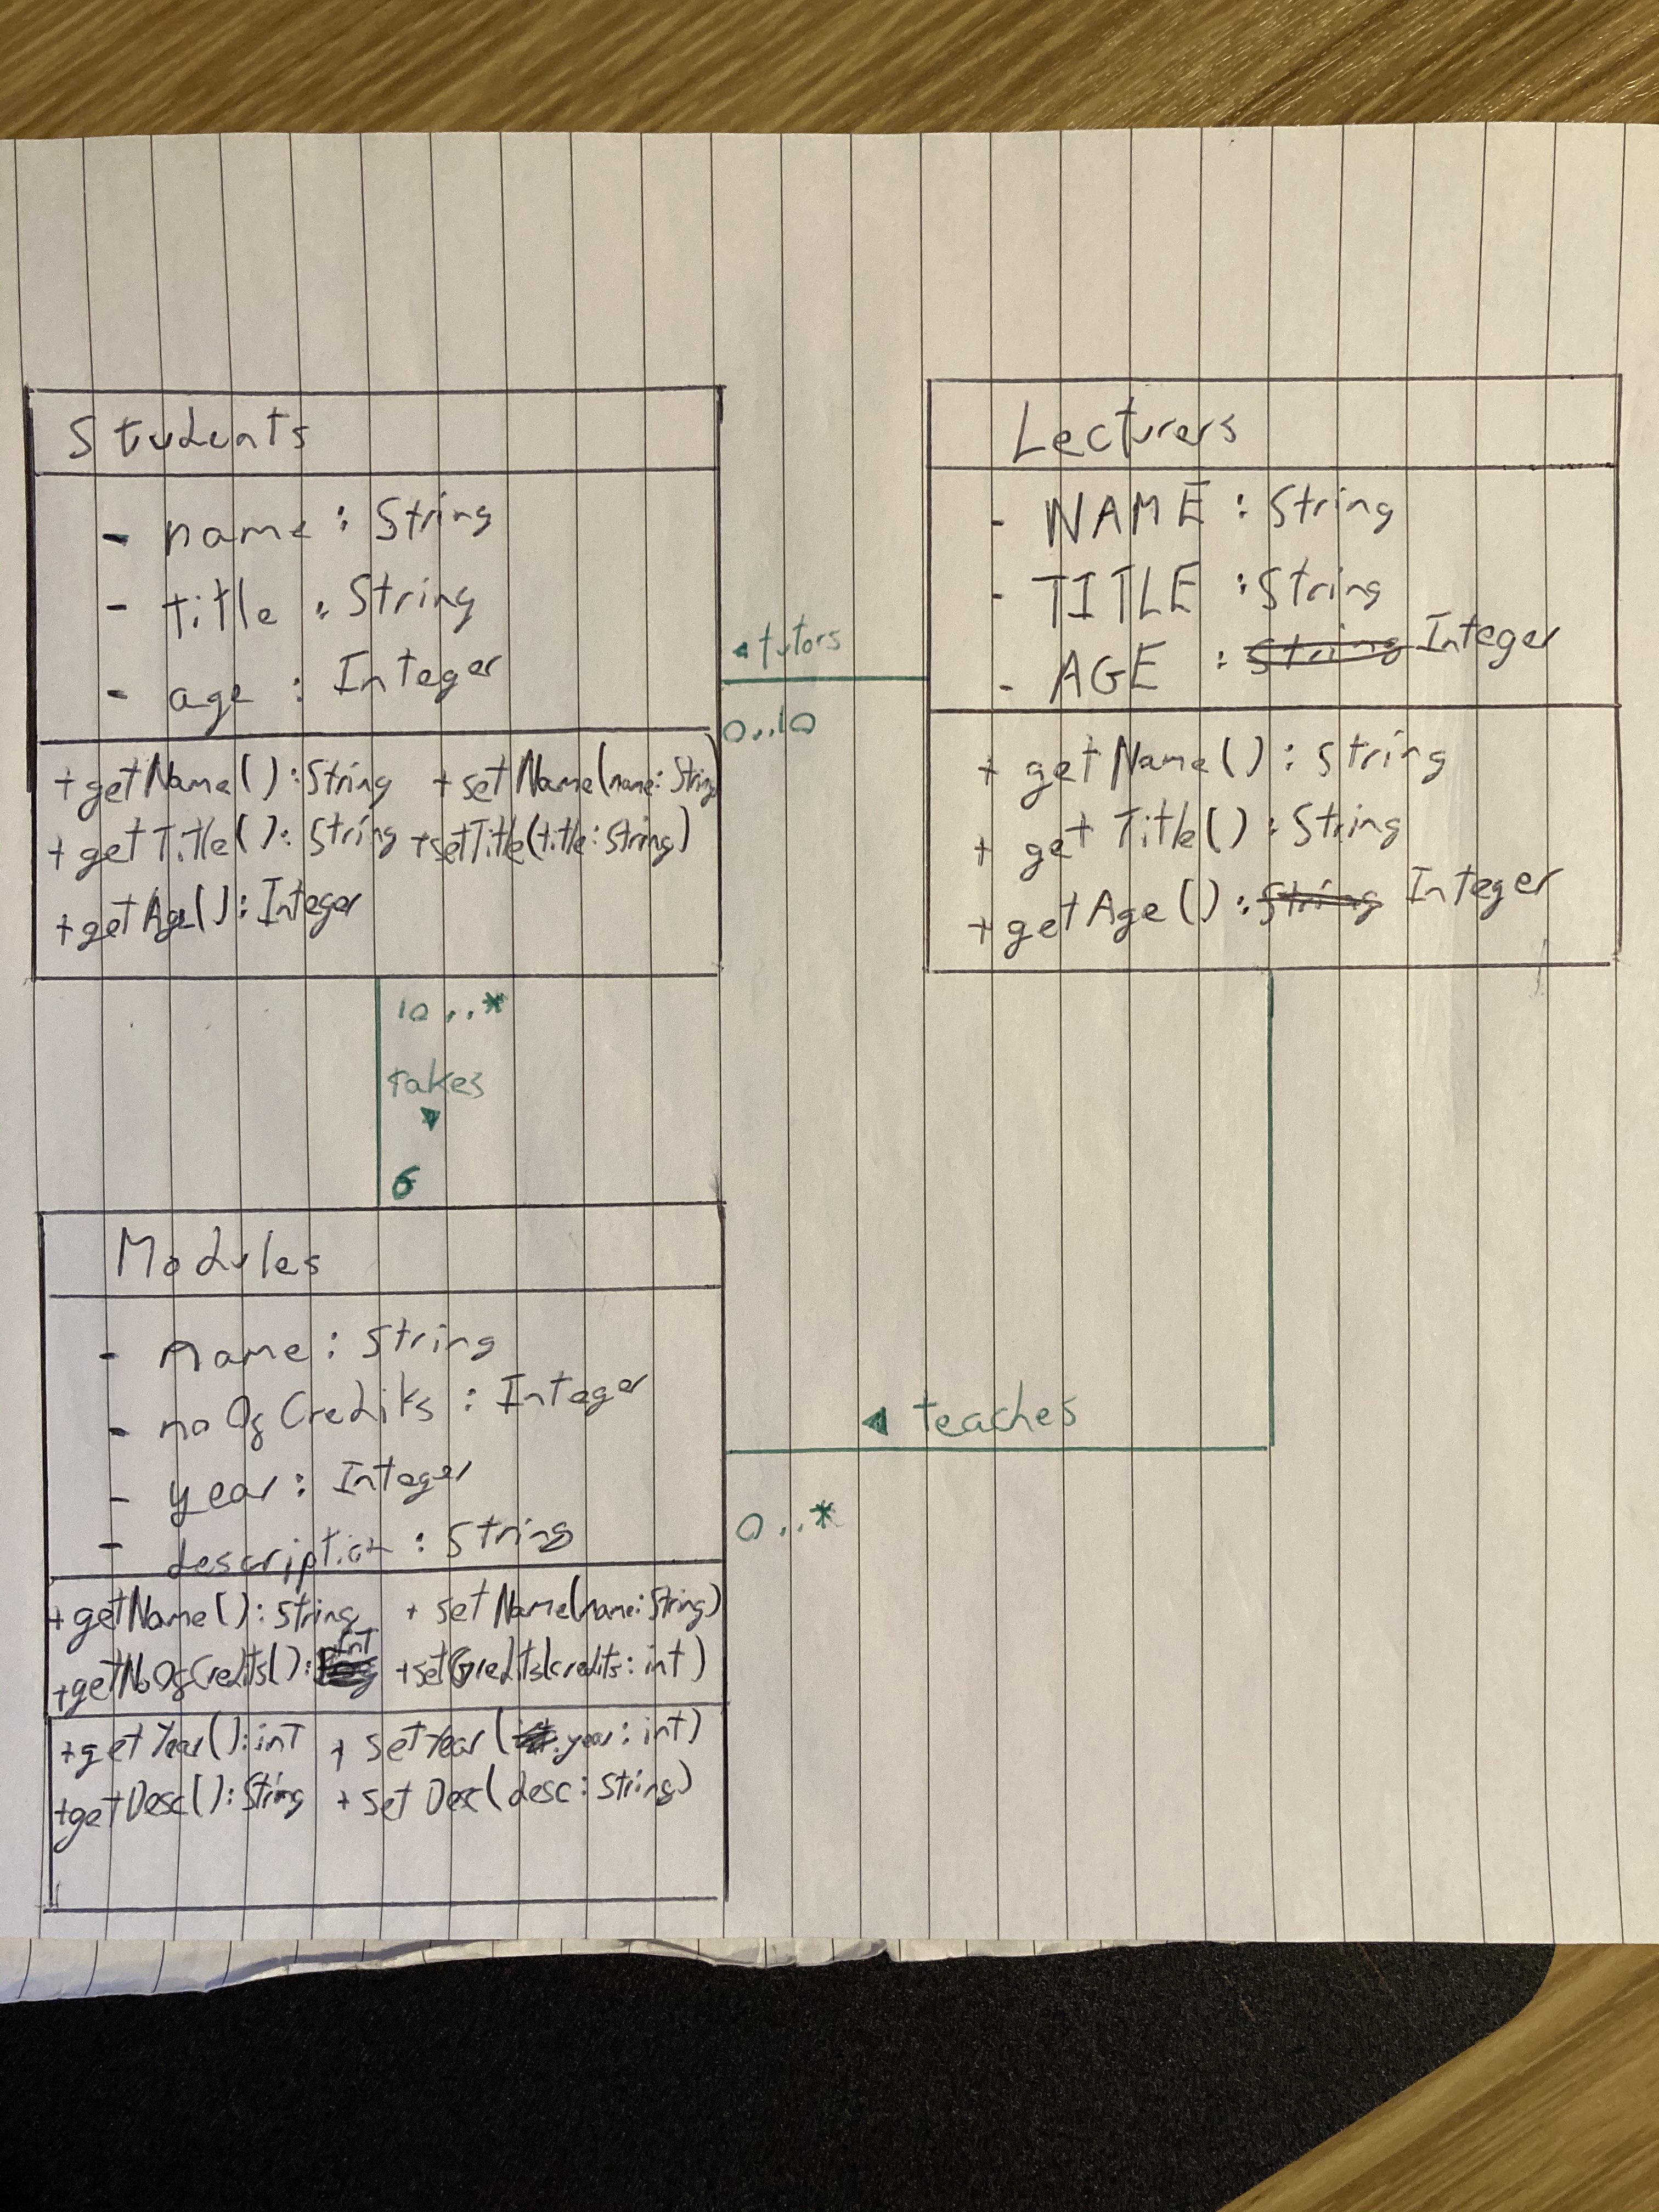 Students
- name : String
- title : String
- age : Integer
+ getName() : String + setName(name: String
+ getTitle() : String + setTitle(title: String)
+ getAge() : Integer
◄ tutors
0..10
Lecturers
- NAME : String
- TITLE : String
- AGE : String Integer
+ getName() : String
+ getTitle() : String
+ getAge() : String Integer
10..*
takes
▼
6
Modules
- name : String
- noOfCredits : Integer
- year : Integer
- description : String
+ getName() : String + setName(name: String)
+ getNoOfCredits() : Int + setCredits(credits: int)
+ getYear() : int + setYear(year: int)
+ getDesc() : String + setDesc(desc: String)
◄ teaches
0..*